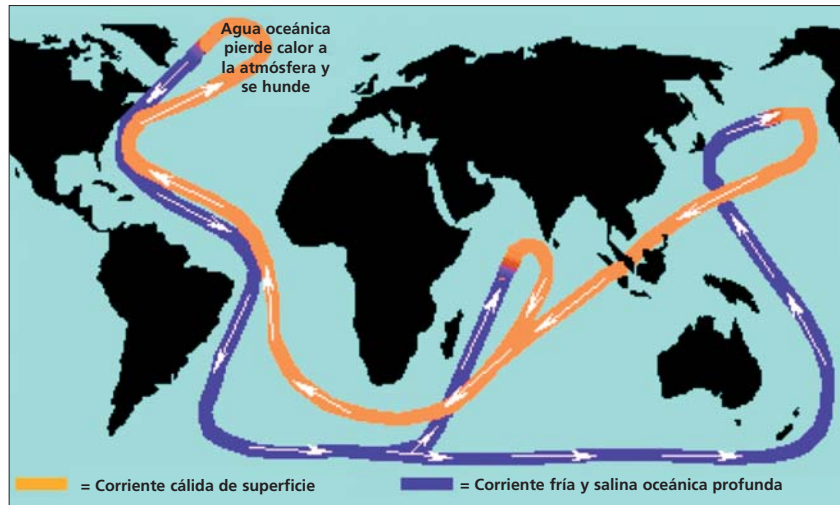 Agua oceánica
pierde calor a
la atmósfera y
se hunde
= Corriente cálida de superficie
= Corriente fría y salina oceánica profunda